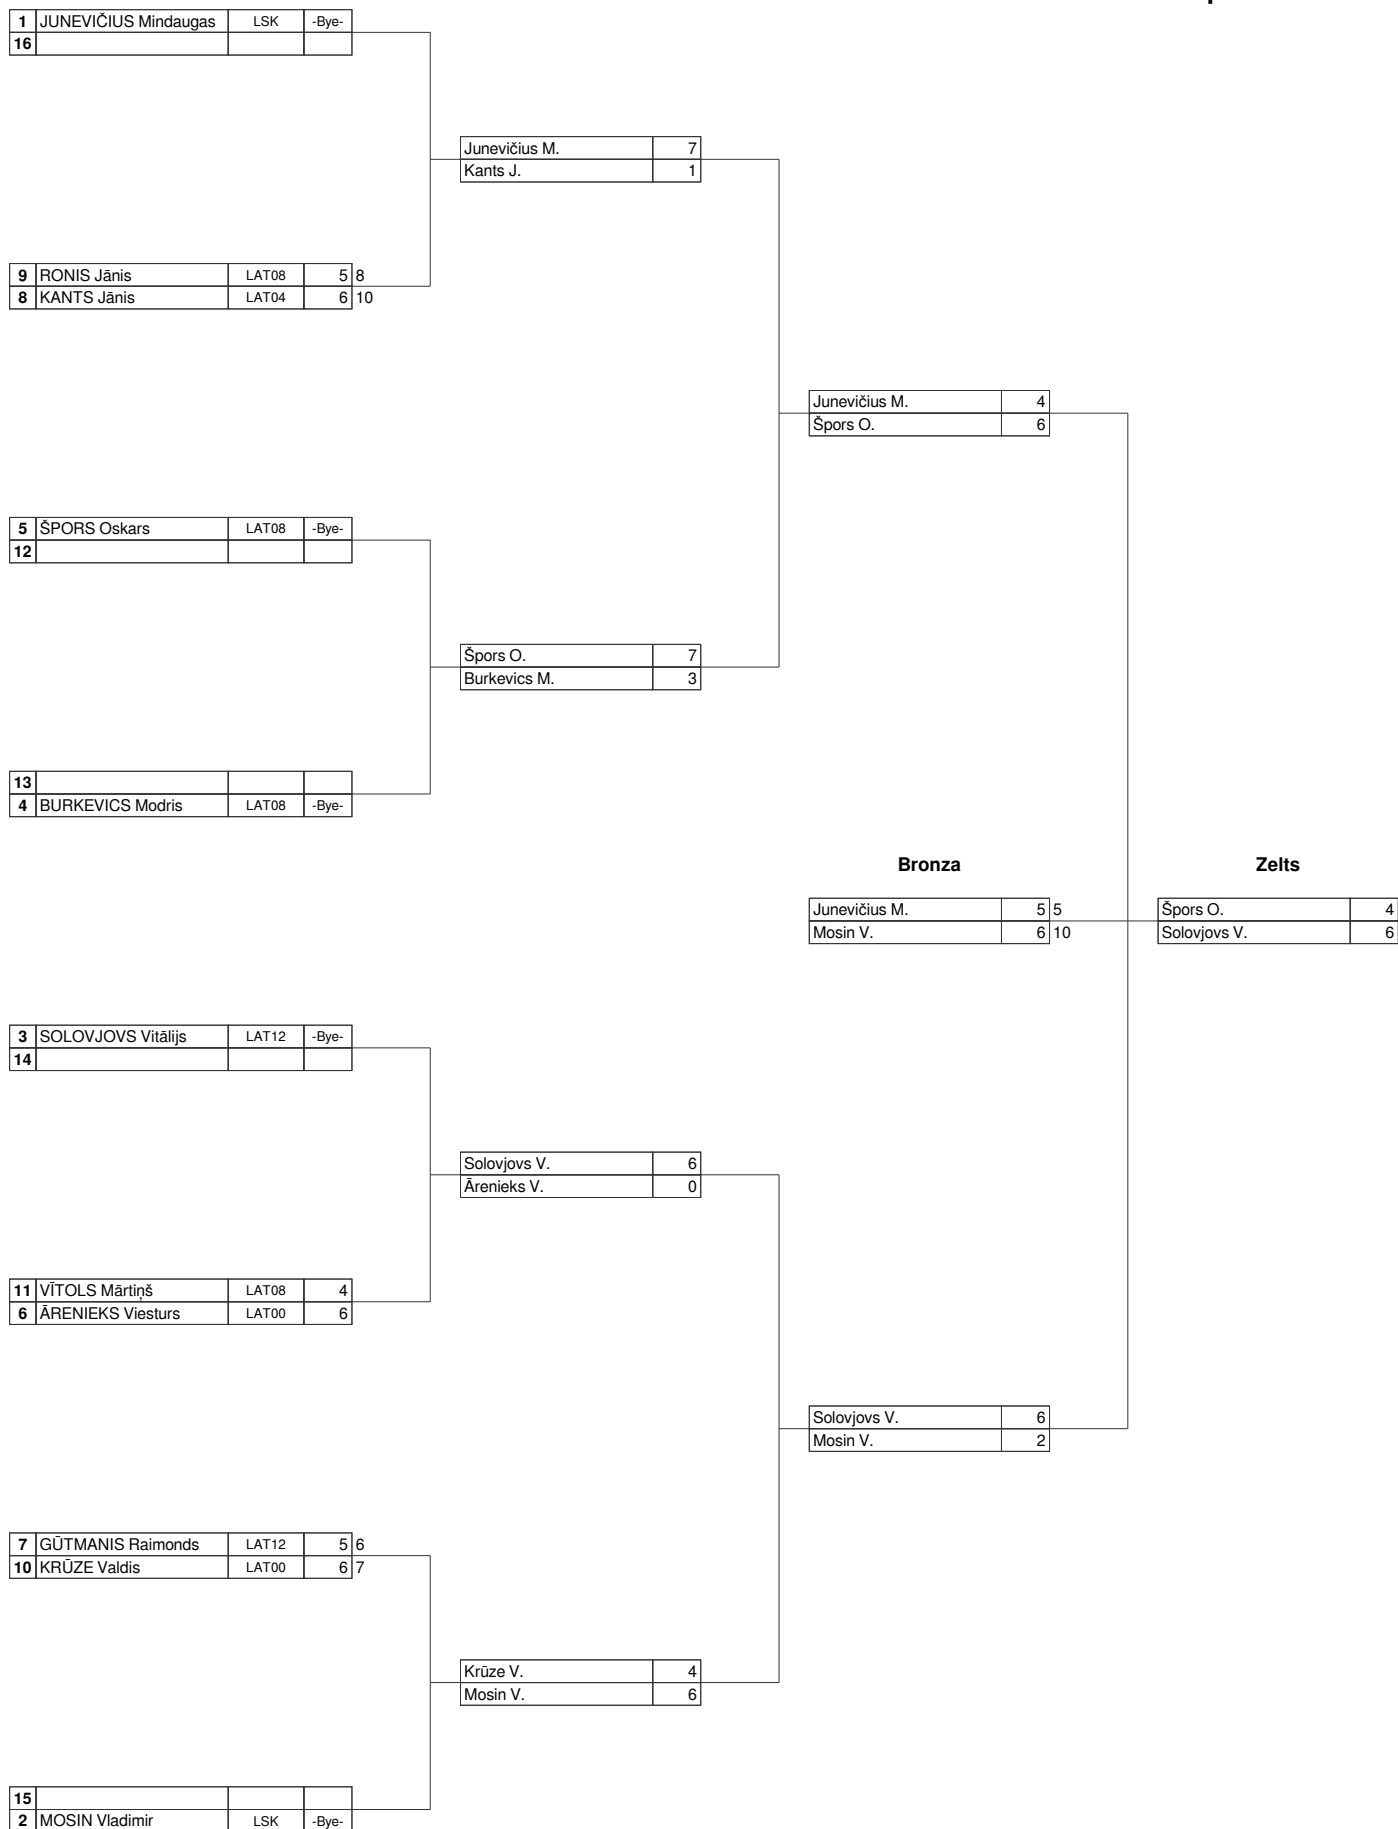 1 JUNEVIČIUS Mindaugas LSK -Bye-
16
Junevičius M. 7
Kants J. 1
9 RONIS Jānis LAT08 5 8
8 KANTS Jānis LAT04 6 10
Junevičius M. 4
Špors O. 6
5 ŠPORS Oskars LAT08 -Bye-
12
Špors O. 7
Burkevics M. 3
13
4 BURKEVICS Modris LAT08 -Bye-
Bronza Zelts
Junevičius M. 5 5 Špors O. 4
Mosin V. 6 10 Solovjovs V. 6
3 SOLOVJOVS Vitālijs LAT12 -Bye-
14
Solovjovs V. 6
Ārenieks V. 0
11 VĪTOLS Mārtiņš LAT08 4
6 ĀRENIEKS Viesturs LAT00 6
Solovjovs V. 6
Mosin V. 2
7 GŪTMANIS Raimonds LAT12 5 6
10 KRŪZE Valdis LAT00 6 7
Krūze V. 4
Mosin V. 6
15
2 MOSIN Vladimir LSK -Bye-